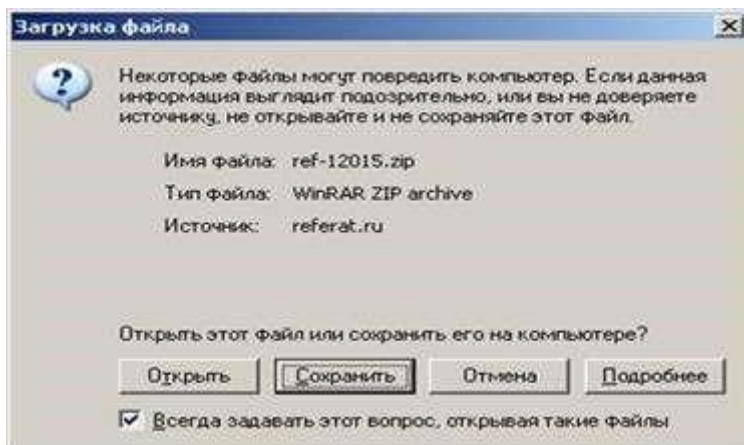 Загрузка файла
Некоторые файлы могут повредить компьютер. Если данная
информация выглядит подозрительно, или вы не доверяете
источнику, не открывайте и не сохраняйте этот файл.
Имя файла: ref-12015.zip
Тип файла: WinRAR ZIP archive
Источник: referat.ru
Открыть этот файл или сохранить его на компьютере?
Открыть Сохранить Отмена Подробнее
Всегда задавать этот вопрос, открывая такие файлы